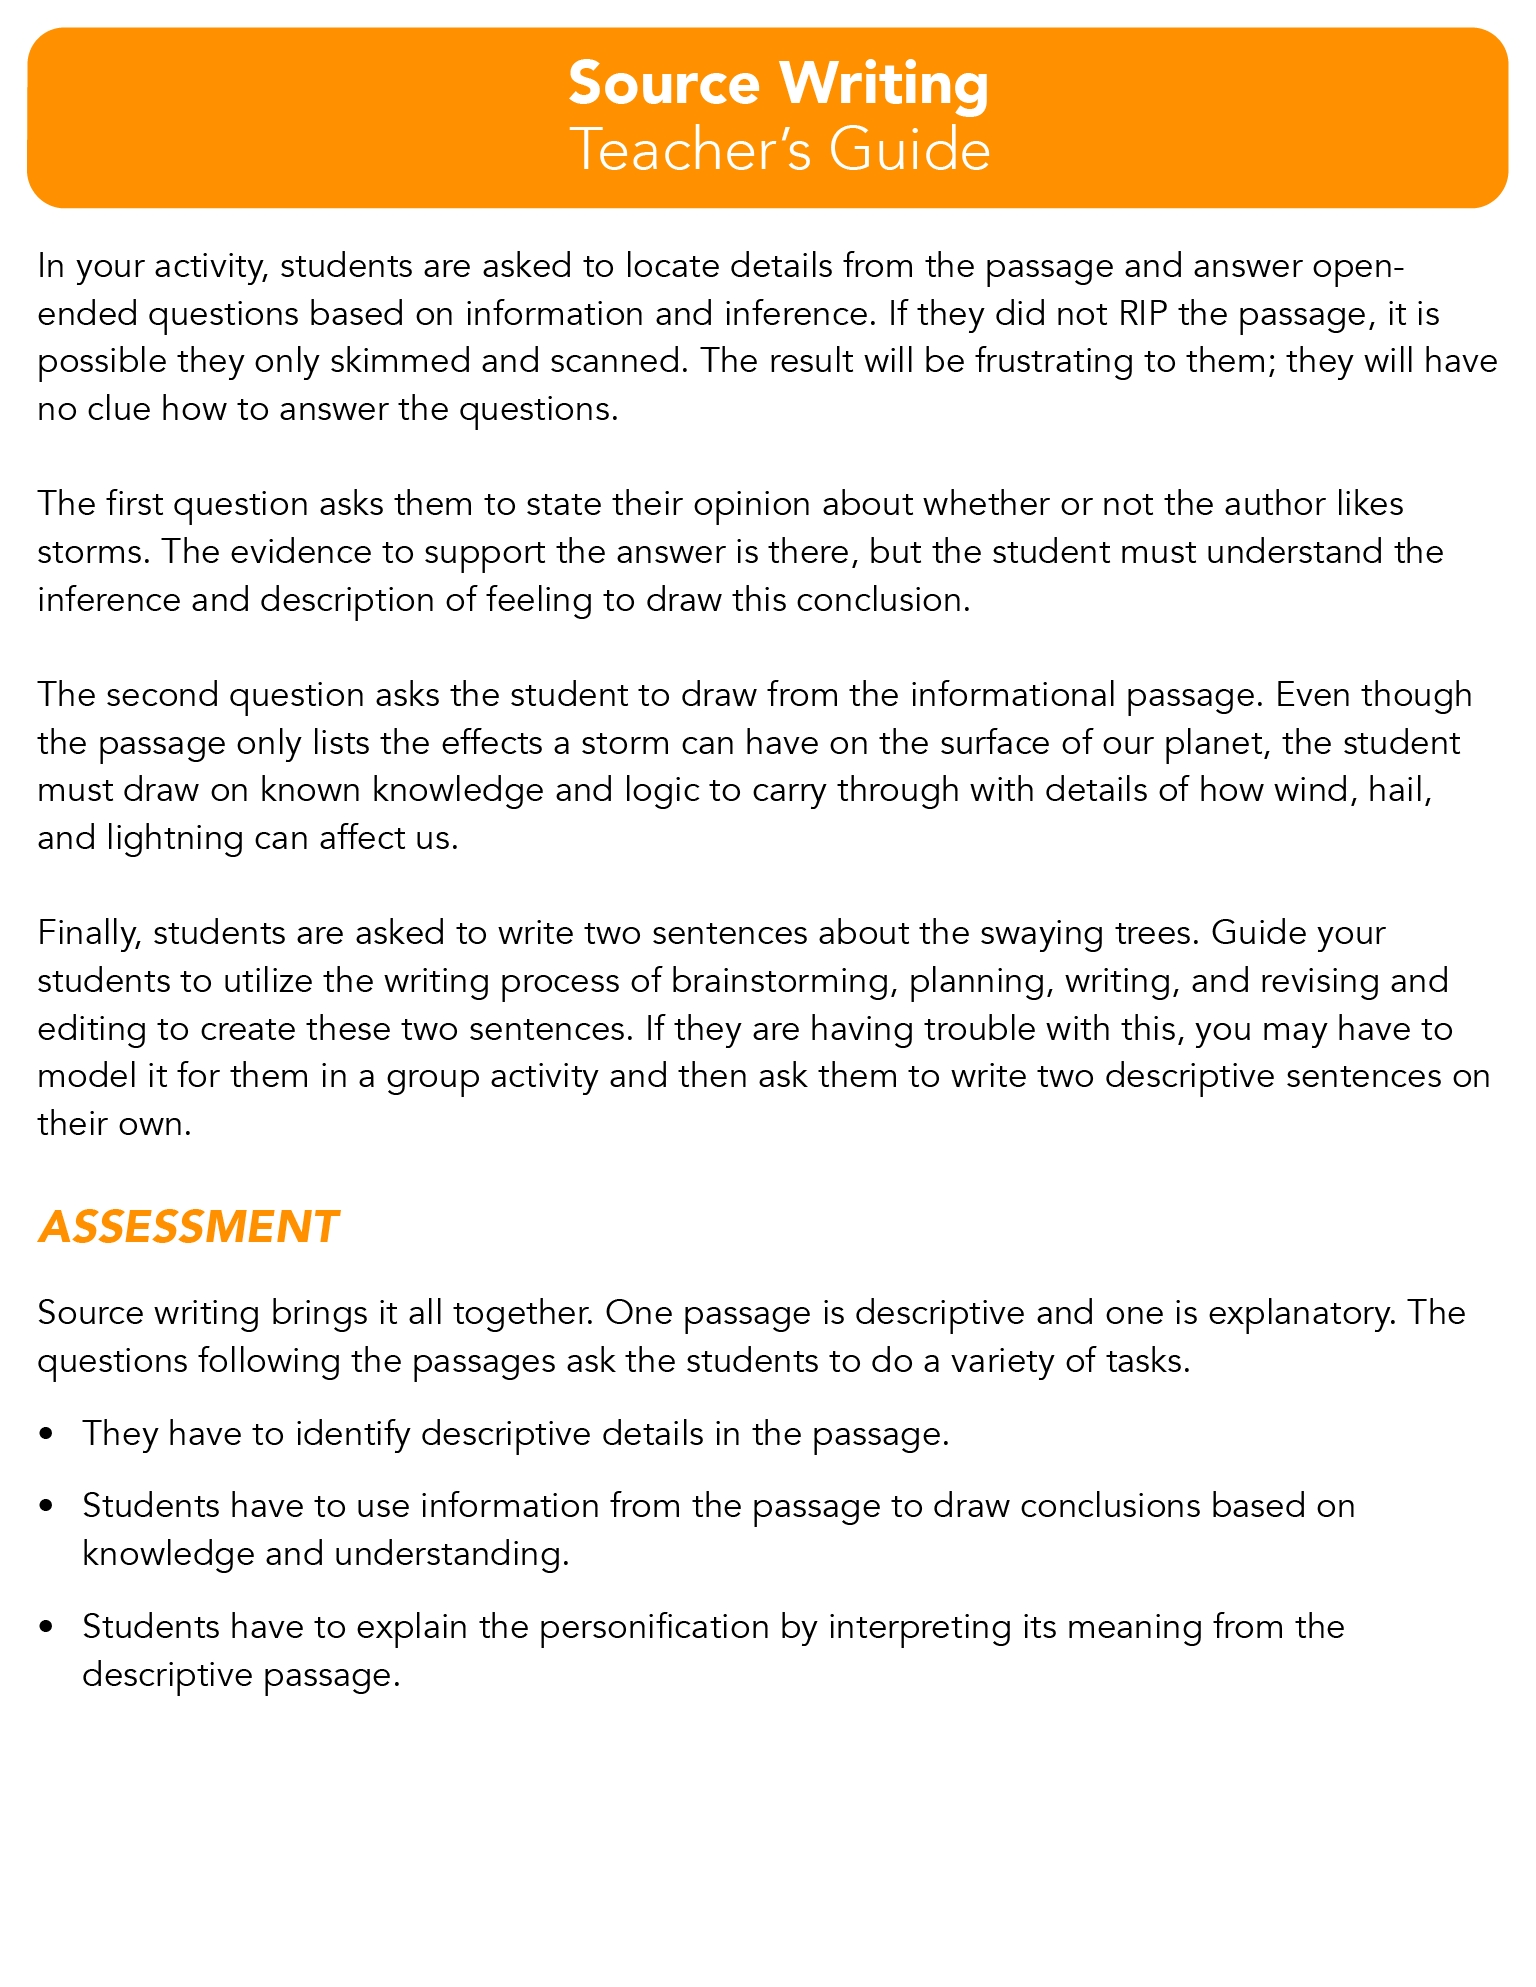 Source Writing
Teacher’s Guide
In your activity, students are asked to locate details from the passage and answer open-
ended questions based on information and inference. If they did not RIP the passage, it is
possible they only skimmed and scanned. The result will be frustrating to them; they will have
no clue how to answer the questions.
The first question asks them to state their opinion about whether or not the author likes
storms. The evidence to support the answer is there, but the student must understand the
inference and description of feeling to draw this conclusion.
The second question asks the student to draw from the informational passage. Even though
the passage only lists the effects a storm can have on the surface of our planet, the student
must draw on known knowledge and logic to carry through with details of how wind, hail,
and lightning can affect us.
Finally, students are asked to write two sentences about the swaying trees. Guide your
students to utilize the writing process of brainstorming, planning, writing, and revising and
editing to create these two sentences. If they are having trouble with this, you may have to
model it for them in a group activity and then ask them to write two descriptive sentences on
their own.
ASSESSMENT
Source writing brings it all together. One passage is descriptive and one is explanatory. The
questions following the passages ask the students to do a variety of tasks.
• They have to identify descriptive details in the passage.
• Students have to use information from the passage to draw conclusions based on
knowledge and understanding.
• Students have to explain the personification by interpreting its meaning from the
descriptive passage.